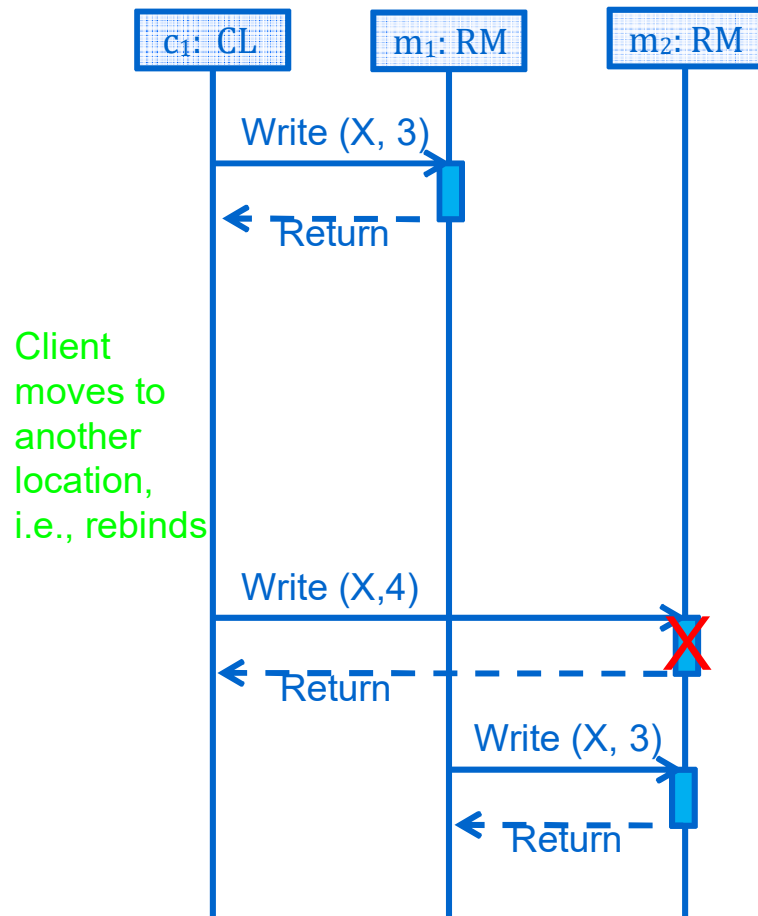 c₁: CL
m₁: RM
m₂: RM
Write (X, 3)
Return
Client
moves to
another
location,
i.e., rebinds
Write (X,4)
X
Return
Write (X, 3)
Return